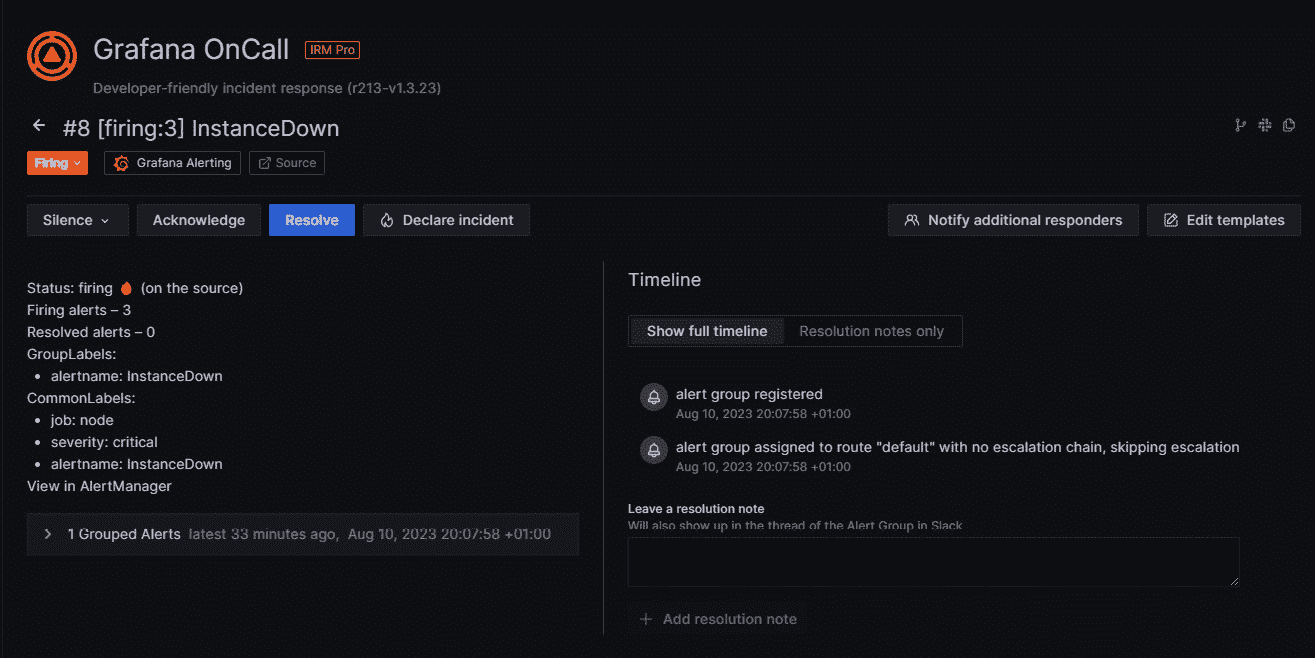 Grafana OnCall IRM Pro
Developer-friendly incident response (r213-v1.3.23)
#8 [firing:3] InstanceDown
Firing Grafana Alerting Source
Silence Acknowledge Resolve Declare incident Notify additional responders Edit templates
Status: firing (on the source)
Firing alerts – 3
Resolved alerts – 0
GroupLabels:
• alertname: InstanceDown
CommonLabels:
• job: node
• severity: critical
• alertname: InstanceDown
View in AlertManager
1 Grouped Alerts latest 33 minutes ago, Aug 10, 2023 20:07:58 +01:00
Timeline
Show full timeline Resolution notes only
alert group registered
Aug 10, 2023 20:07:58 +01:00
alert group assigned to route "default" with no escalation chain, skipping escalation
Aug 10, 2023 20:07:58 +01:00
Leave a resolution note
Will also show up in the thread of the Alert Group in Slack
+ Add resolution note